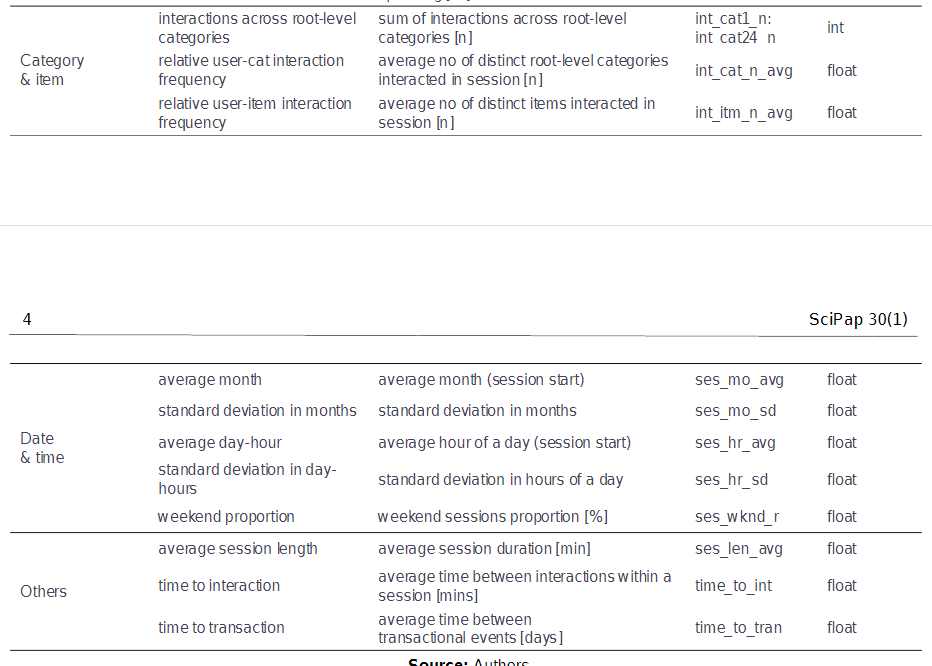 interactions across root-level sum of interactions across root-level int_cat1_n:
categories categories [n] int_cat24_n int
Category relative user-cat interaction average no of distinct root-level categories
& item frequency interacted in session [n] int_cat_n_avg float
relative user-item interaction average no of distinct items interacted in
frequency session [n] int_itm_n_avg float
4 SciPap 30(1)
average month average month (session start) ses_mo_avg float
standard deviation in months standard deviation in months ses_mo_sd float
Date average day-hour average hour of a day (session start) ses_hr_avg float
& time standard deviation in day-
hours standard deviation in hours of a day ses_hr_sd float
weekend proportion weekend sessions proportion [%] ses_wknd_r float
average session length average session duration [min] ses_len_avg float
Others time to interaction average time between interactions within a
session [mins] time_to_int float
time to transaction average time between
transactional events [days] time_to_tran float
Source: Authors